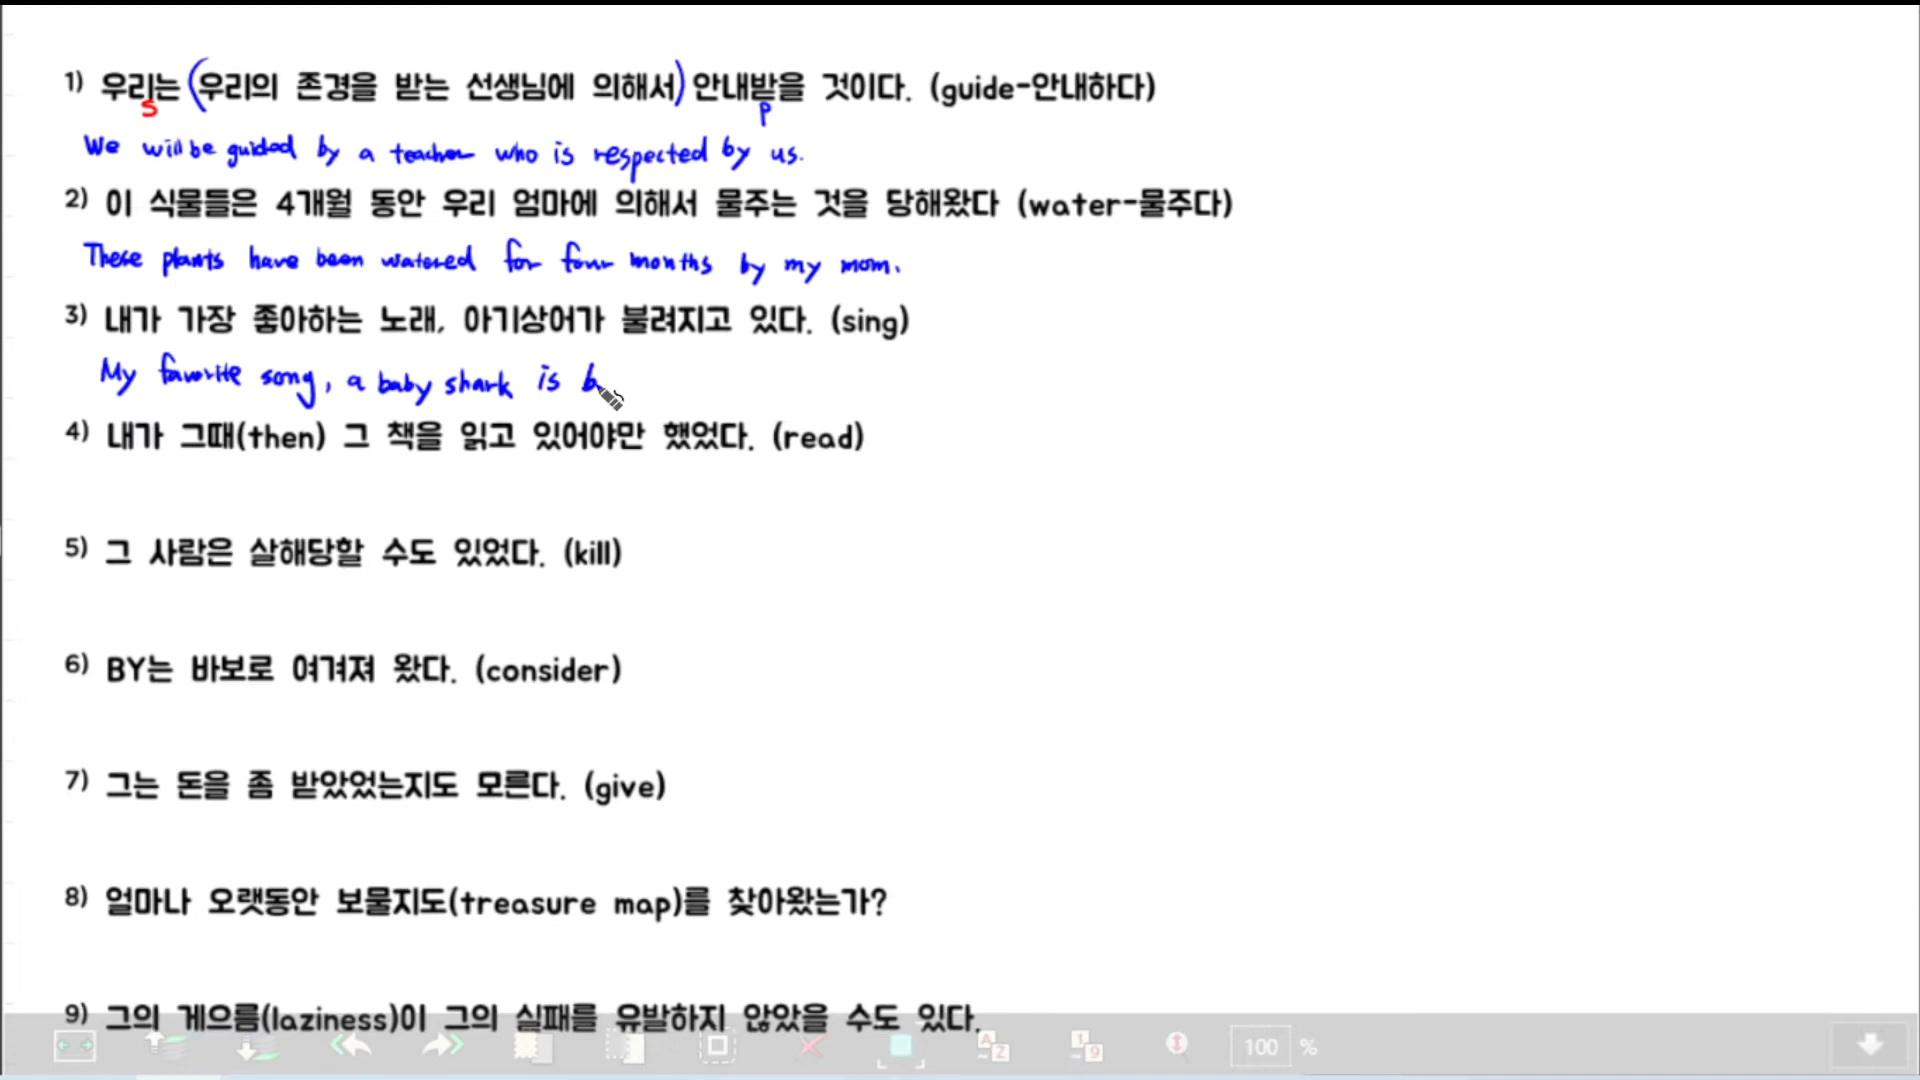 1) 우리는 (우리의 존경을 받는 선생님에 의해서) 안내받을 것이다. (guide-안내하다)
S P
We will be guided by a teacher who is respected by us.
2) 이 식물들은 4개월 동안 우리 엄마에 의해서 물주는 것을 당해왔다 (water-물주다)
These plants have been watered for four months by my mom.
3) 내가 가장 좋아하는 노래, 아기상어가 불려지고 있다. (sing)
My favorite song, a baby shark is b
4) 내가 그때(then) 그 책을 읽고 있어야만 했었다. (read)
5) 그 사람은 살해당할 수도 있었다. (kill)
6) BY는 바보로 여겨져 왔다. (consider)
7) 그는 돈을 좀 받았었는지도 모른다. (give)
8) 얼마나 오랫동안 보물지도(treasure map)를 찾아왔는가?
9) 그의 게으름(laziness)이 그의 실패를 유발하지 않았을 수도 있다.
A Z 1 9 100 %